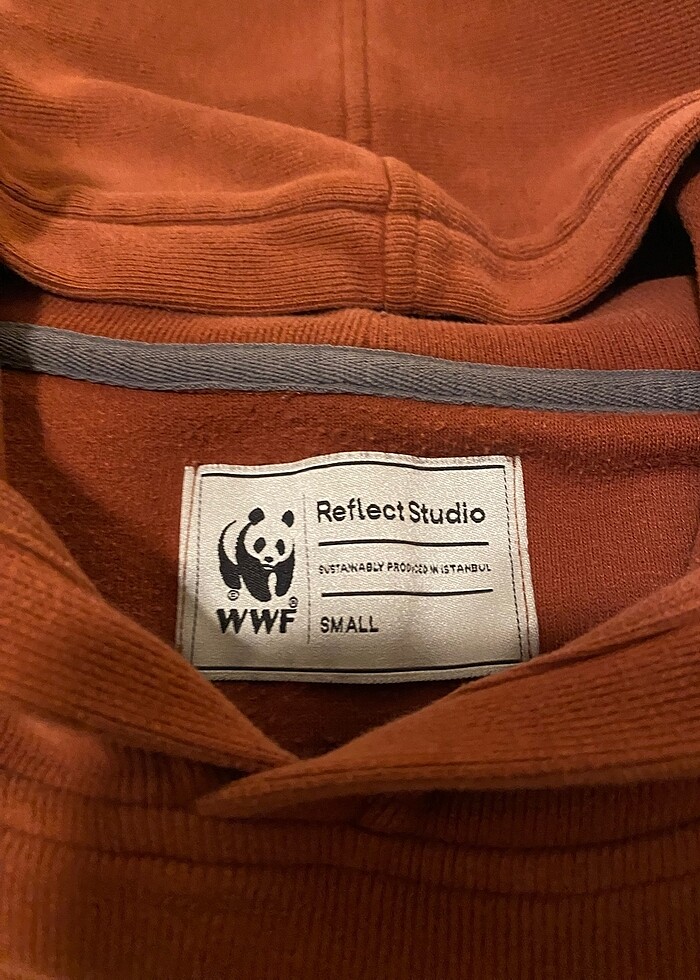 Reflect Studio
SUSTAINABLY PRODUCED IN ISTANBUL
SMALL
®
®
WWF